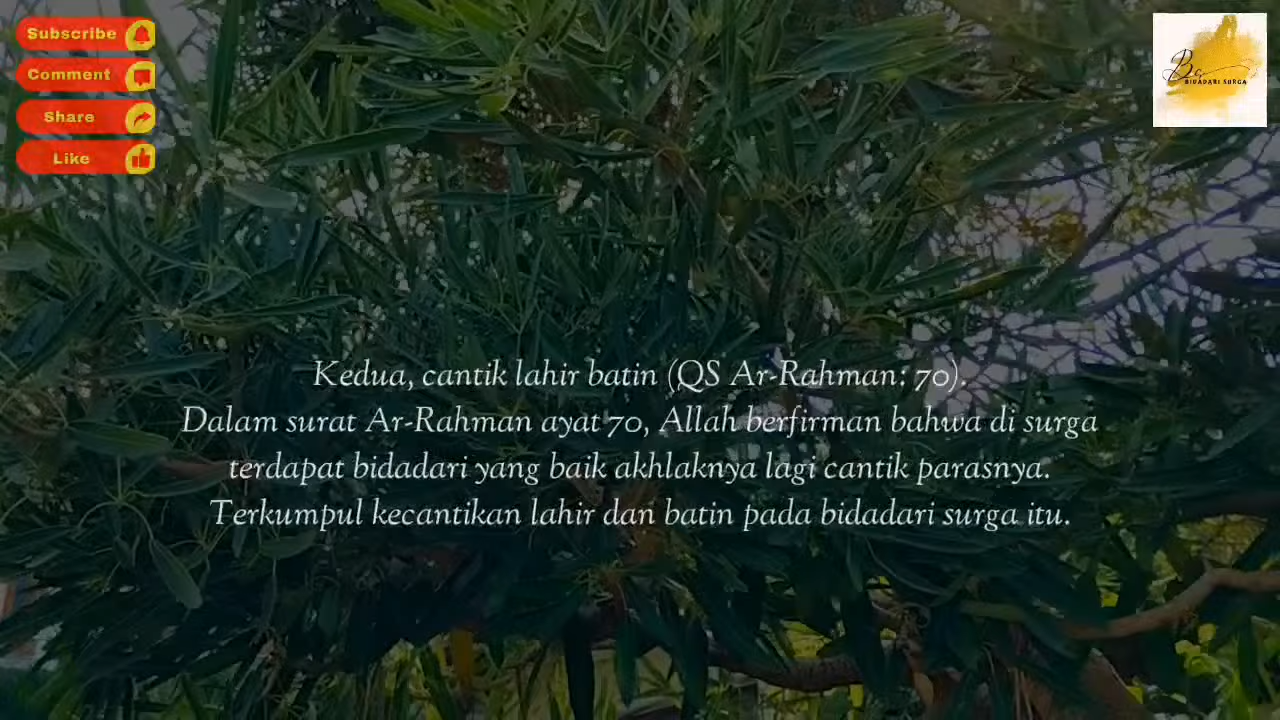 Subscribe
Comment
Share
Like
Bs
BIDADARI SURGA
Kedua, cantik lahir batin (QS Ar-Rahman: 70).
Dalam surat Ar-Rahman ayat 70, Allah berfirman bahwa di surga
terdapat bidadari yang baik akhlaknya lagi cantik parasnya.
Terkumpul kecantikan lahir dan batin pada bidadari surga itu.